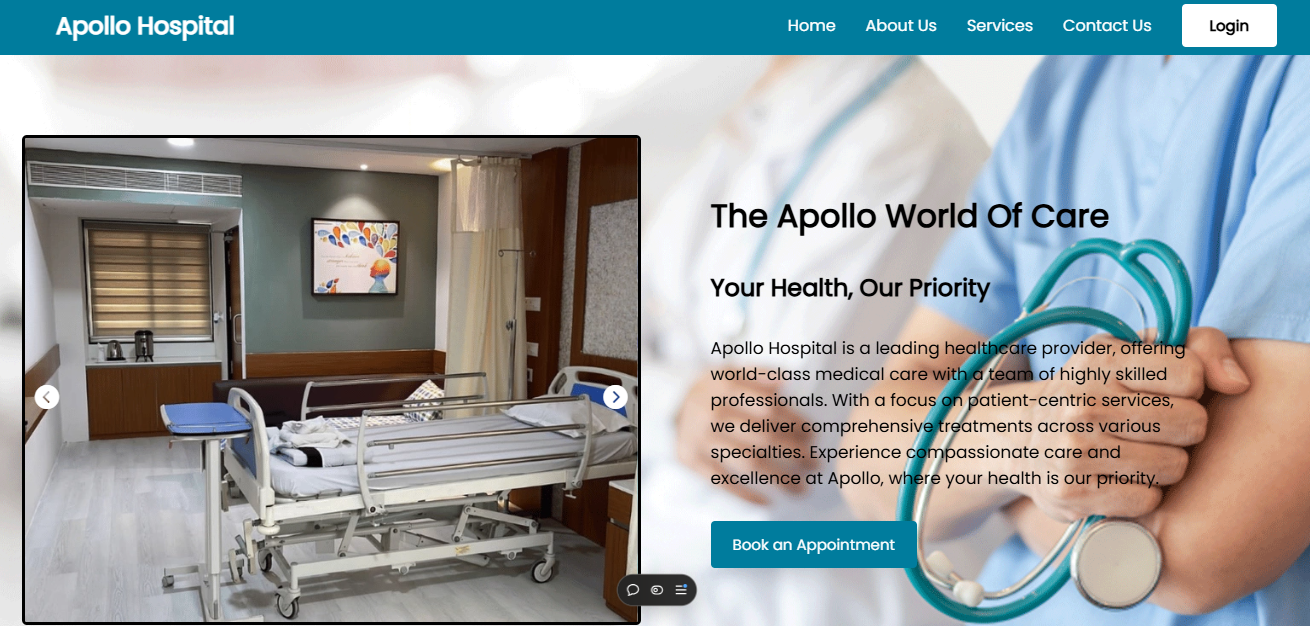 Apollo Hospital
Home
About Us
Services
Contact Us
Login
The Apollo World Of Care
Your Health, Our Priority
Apollo Hospital is a leading healthcare provider, offering
world-class medical care with a team of highly skilled
professionals. With a focus on patient-centric services,
we deliver comprehensive treatments across various
specialties. Experience compassionate care and
excellence at Apollo, where your health is our priority.
Book an Appointment